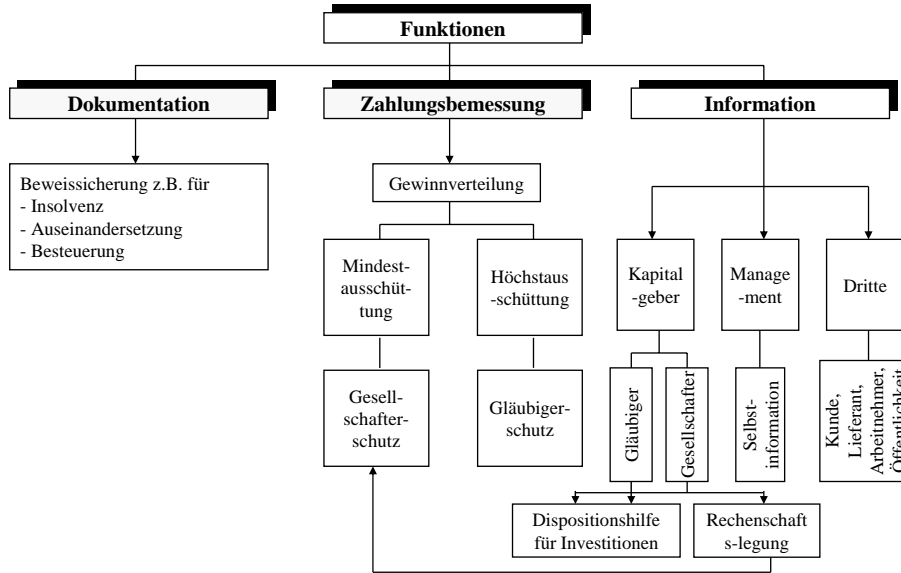 Funktionen
Dokumentation
Zahlungsbemessung
Information
Beweissicherung z.B. für
- Insolvenz
- Auseinandersetzung
- Besteuerung
Gewinnverteilung
Mindest-
ausschüt-
tung
Höchstaus
-schüttung
Kapital
-geber
Manage
-ment
Dritte
Gesell-
schafter-
schutz
Gläubiger-
schutz
Gläubiger
Gesellschafter
Selbst-
information
Kunde,
Lieferant,
Arbeitnehmer,
Öffentlichkeit
Dispositionshilfe
für Investitionen
Rechenschaft
s-legung